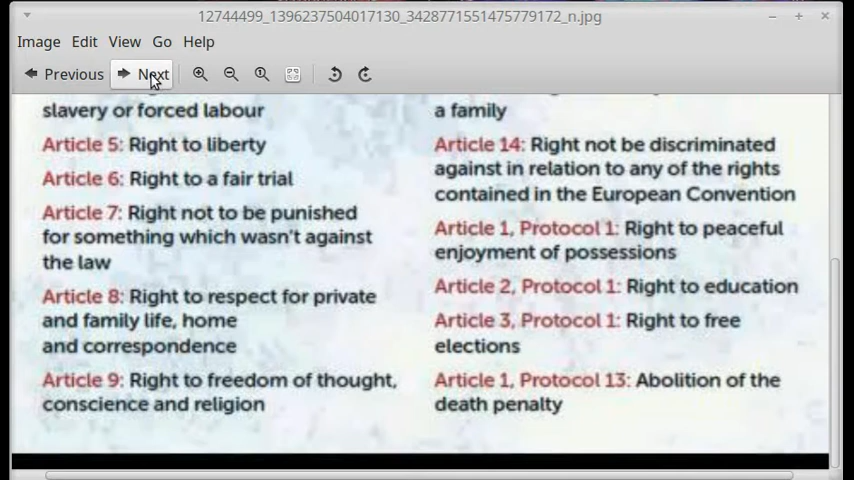 12744499_1396237504017130_3428771551475779172_n.jpg
Image Edit View Go Help
Previous Next
slavery or forced labour
Article 5: Right to liberty
Article 6: Right to a fair trial
Article 7: Right not to be punished
for something which wasn't against
the law
Article 8: Right to respect for private
and family life, home
and correspondence
Article 9: Right to freedom of thought,
conscience and religion
a family
Article 14: Right not be discriminated
against in relation to any of the rights
contained in the European Convention
Article 1, Protocol 1: Right to peaceful
enjoyment of possessions
Article 2, Protocol 1: Right to education
Article 3, Protocol 1: Right to free
elections
Article 1, Protocol 13: Abolition of the
death penalty